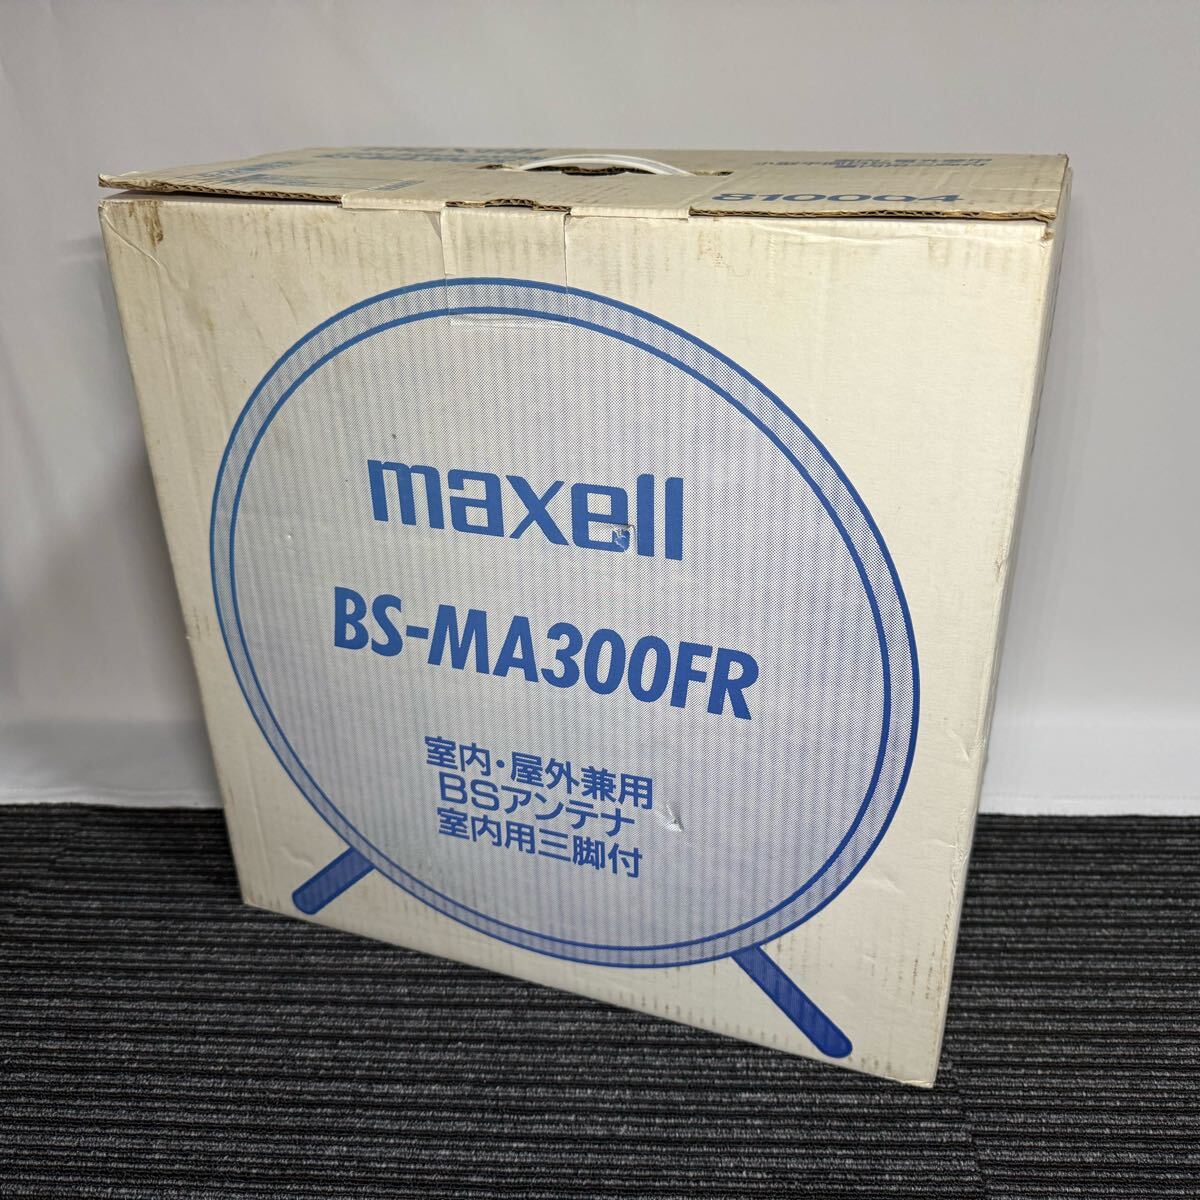 810004
maxell
BS-MA300FR
室内・屋外兼用
BSアンテナ
室内用三脚付